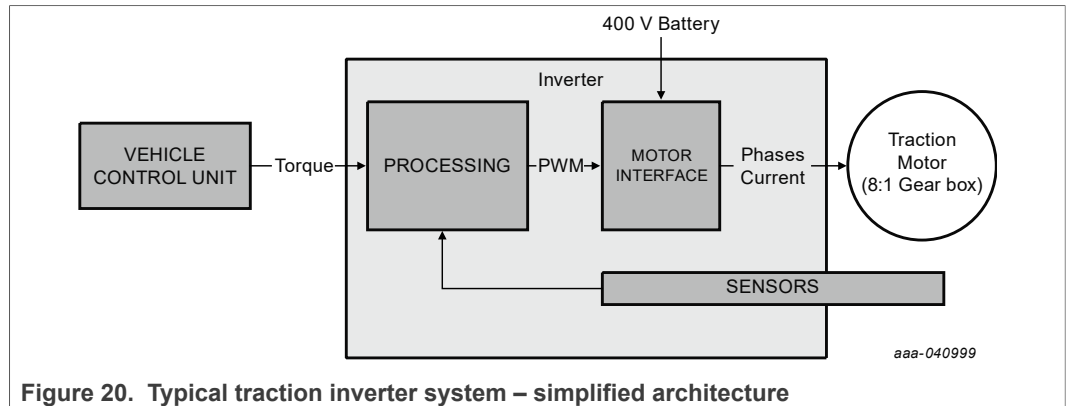 400 V Battery
Inverter
VEHICLE
CONTROL UNIT
Torque
PROCESSING
PWM
MOTOR
INTERFACE
Phases
Current
Traction
Motor
(8:1 Gear box)
SENSORS
aaa-040999
Figure 20. Typical traction inverter system – simplified architecture